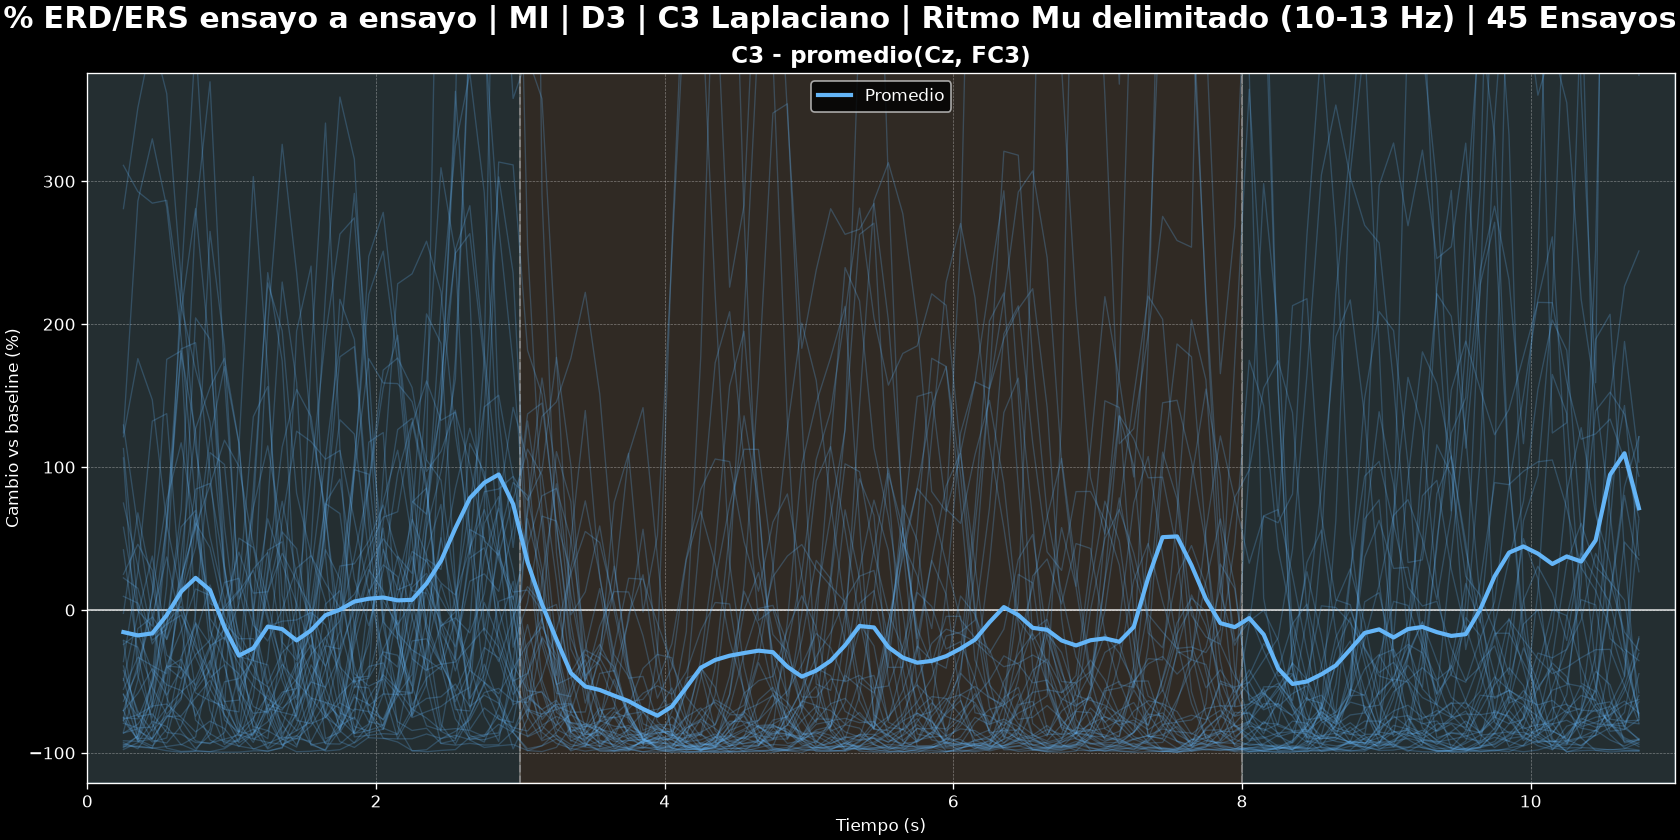 % ERD/ERS ensayo a ensayo | MI | D3 | C3 Laplaciano | Ritmo Mu delimitado (10-13 Hz) | 45 Ensayos
C3 - promedio(Cz, FC3)
Promedio
300
200
100
0
−100
Cambio vs baseline (%)
0 2 4 6 8 10
Tiempo (s)